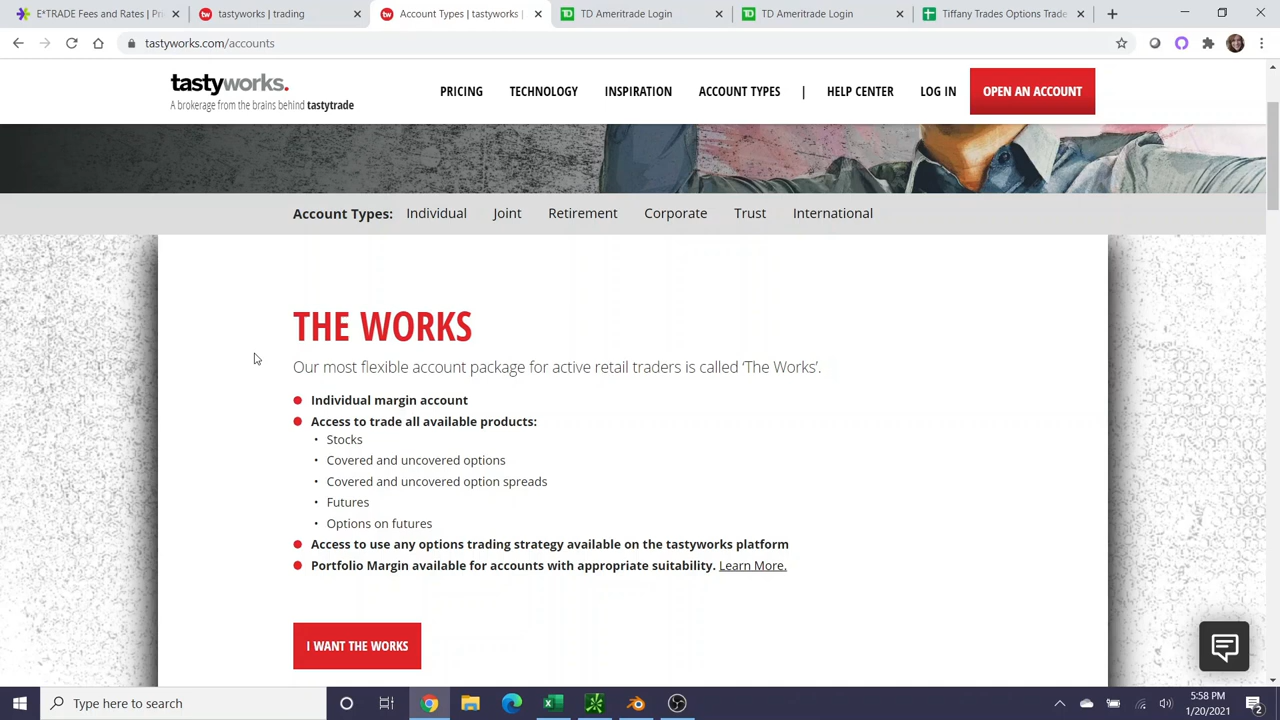 E*TRADE Fees and Rates | Pr
tastyworks | trading
Account Types | tastyworks |
TD Ameritrade Login
TD Ameritrade Login
Tiffany Trades Options Trade
tastyworks.com/accounts
tastyworks.
A brokerage from the brains behind tastytrade
PRICING
TECHNOLOGY
INSPIRATION
ACCOUNT TYPES
|
HELP CENTER
LOG IN
OPEN AN ACCOUNT
Account Types: Individual Joint Retirement Corporate Trust International
THE WORKS
Our most flexible account package for active retail traders is called ‘The Works’.
Individual margin account
Access to trade all available products:
Stocks
Covered and uncovered options
Covered and uncovered option spreads
Futures
Options on futures
Access to use any options trading strategy available on the tastyworks platform
Portfolio Margin available for accounts with appropriate suitability. Learn More.
I WANT THE WORKS
Type here to search
5:58 PM
1/20/2021
2